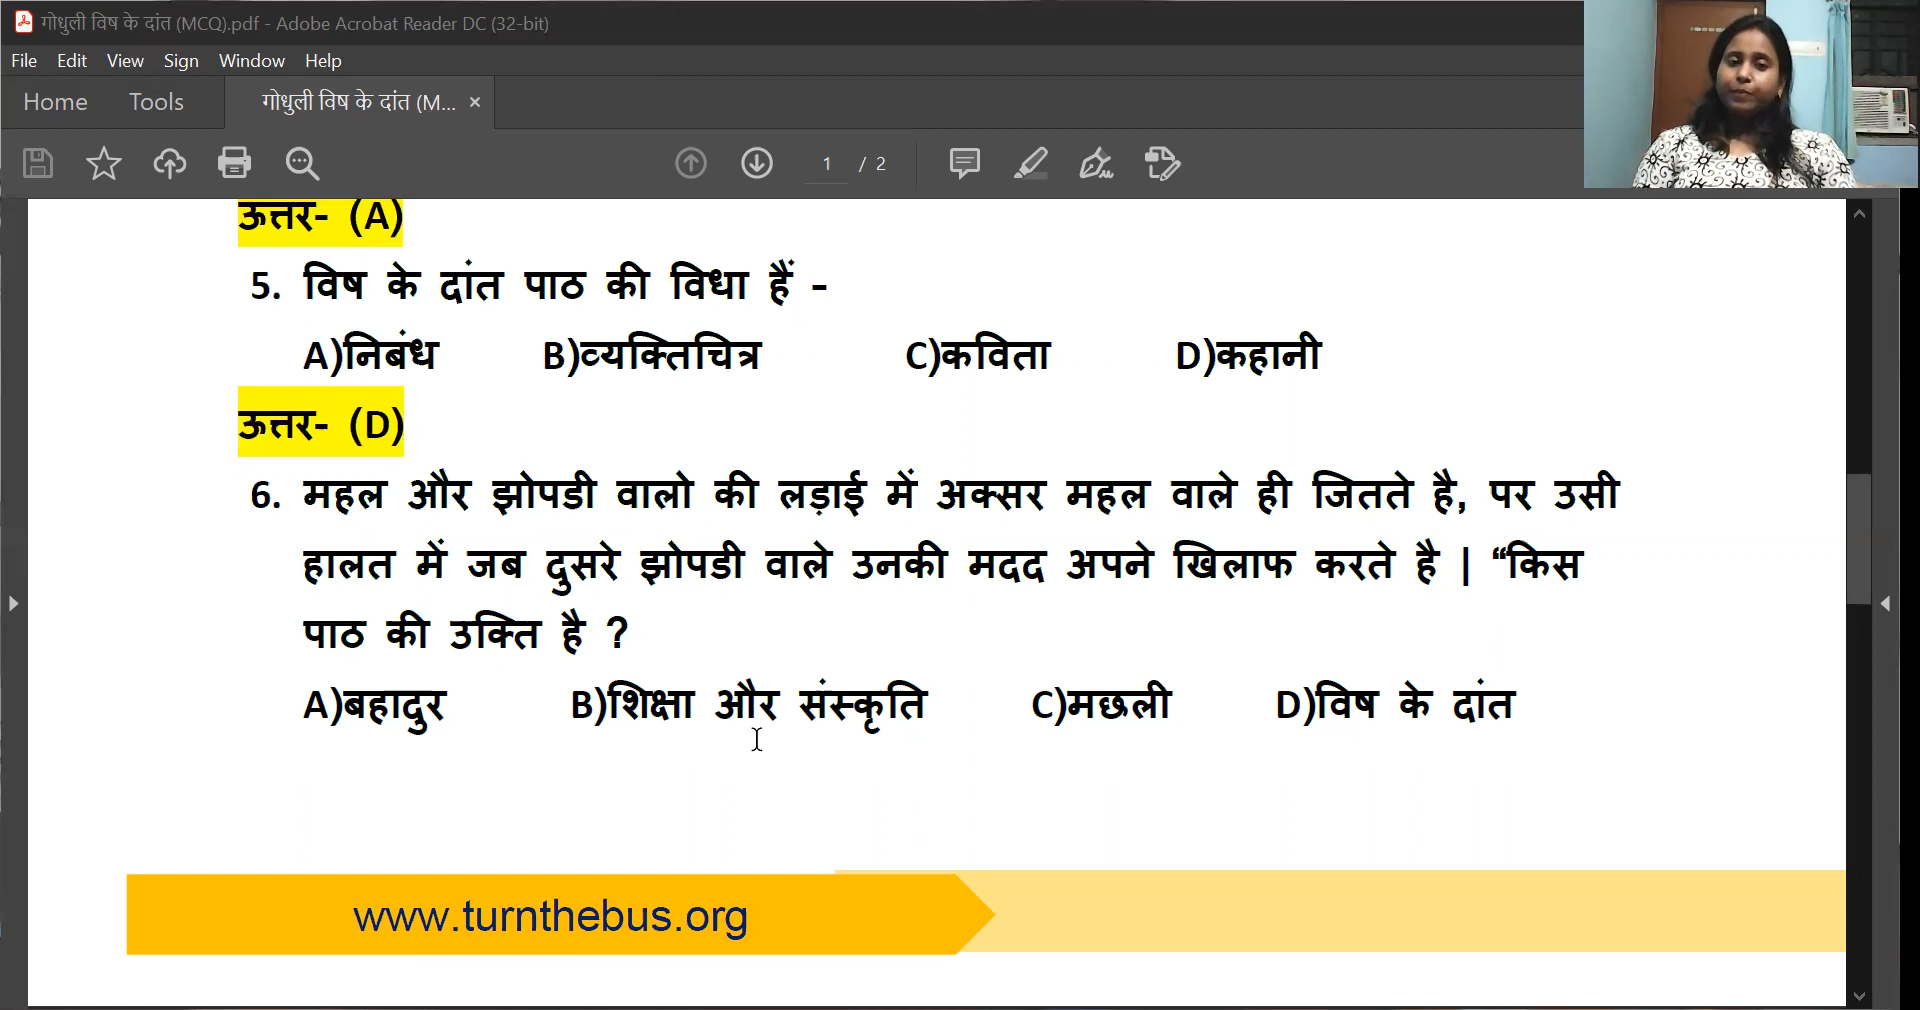 गोधुली विष के दांत (MCQ).pdf - Adobe Acrobat Reader DC (32-bit)
File Edit View Sign Window Help
Home Tools गोधुली विष के दांत (M... ×
1 / 2
ऊत्तर- (A)
5. विष के दांत पाठ की विधा हैं -
A)निबंध B)व्यक्तिचित्र C)कविता D)कहानी
ऊत्तर- (D)
6. महल और झोपडी वालो की लड़ाई में अक्सर महल वाले ही जितते है, पर उसी
हालत में जब दुसरे झोपडी वाले उनकी मदद अपने खिलाफ करते है | “किस
पाठ की उक्ति है ?
A)बहादुर B)शिक्षा और संस्कृति C)मछली D)विष के दांत
www.turnthebus.org